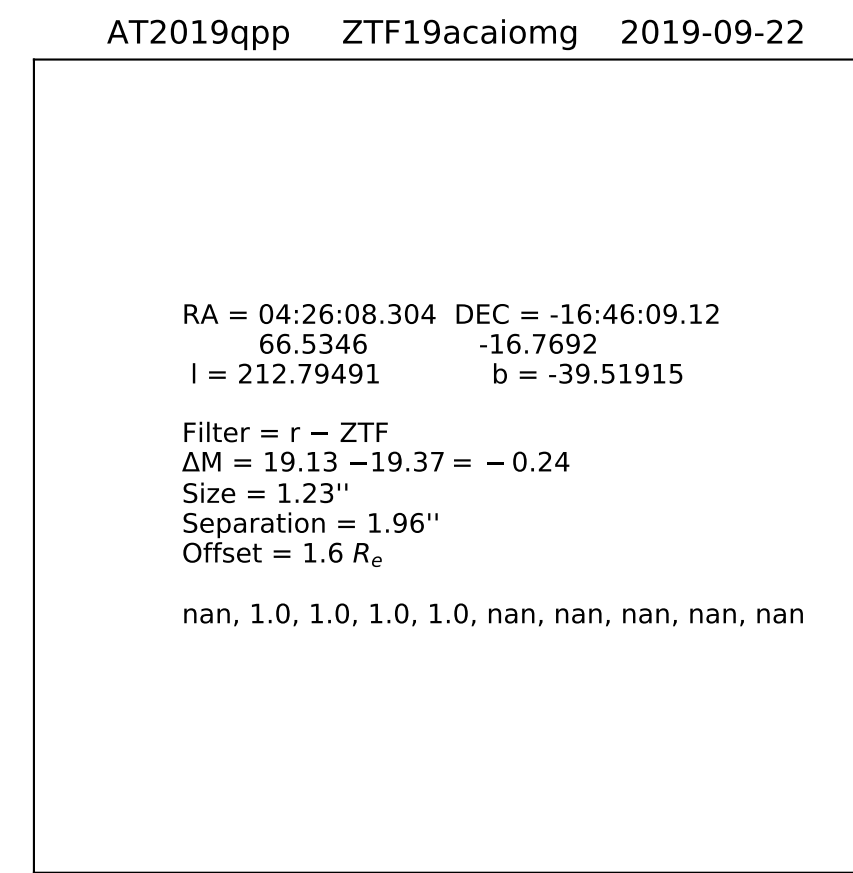 AT2019qpp ZTF19acaiomg 2019-09-22
RA = 04:26:08.304 DEC = -16:46:09.12
66.5346 -16.7692
l = 212.79491 b = -39.51915
Filter = r − ZTF
ΔM = 19.13 −19.37 = − 0.24
Size = 1.23''
Separation = 1.96''
Offset = 1.6 Rₑ
nan, 1.0, 1.0, 1.0, 1.0, nan, nan, nan, nan, nan